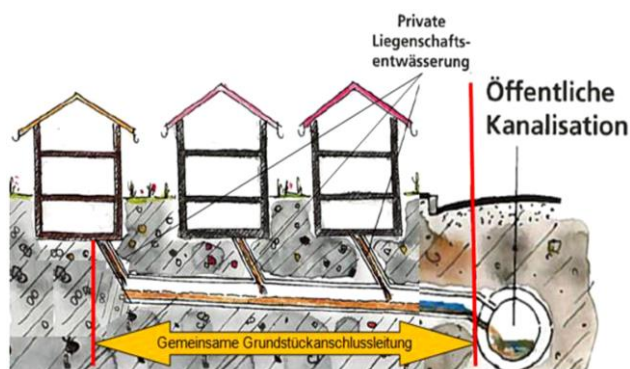 Private
Liegenschafts-
entwässerung
Öffentliche
Kanalisation
Gemeinsame Grundstückanschlussleitung